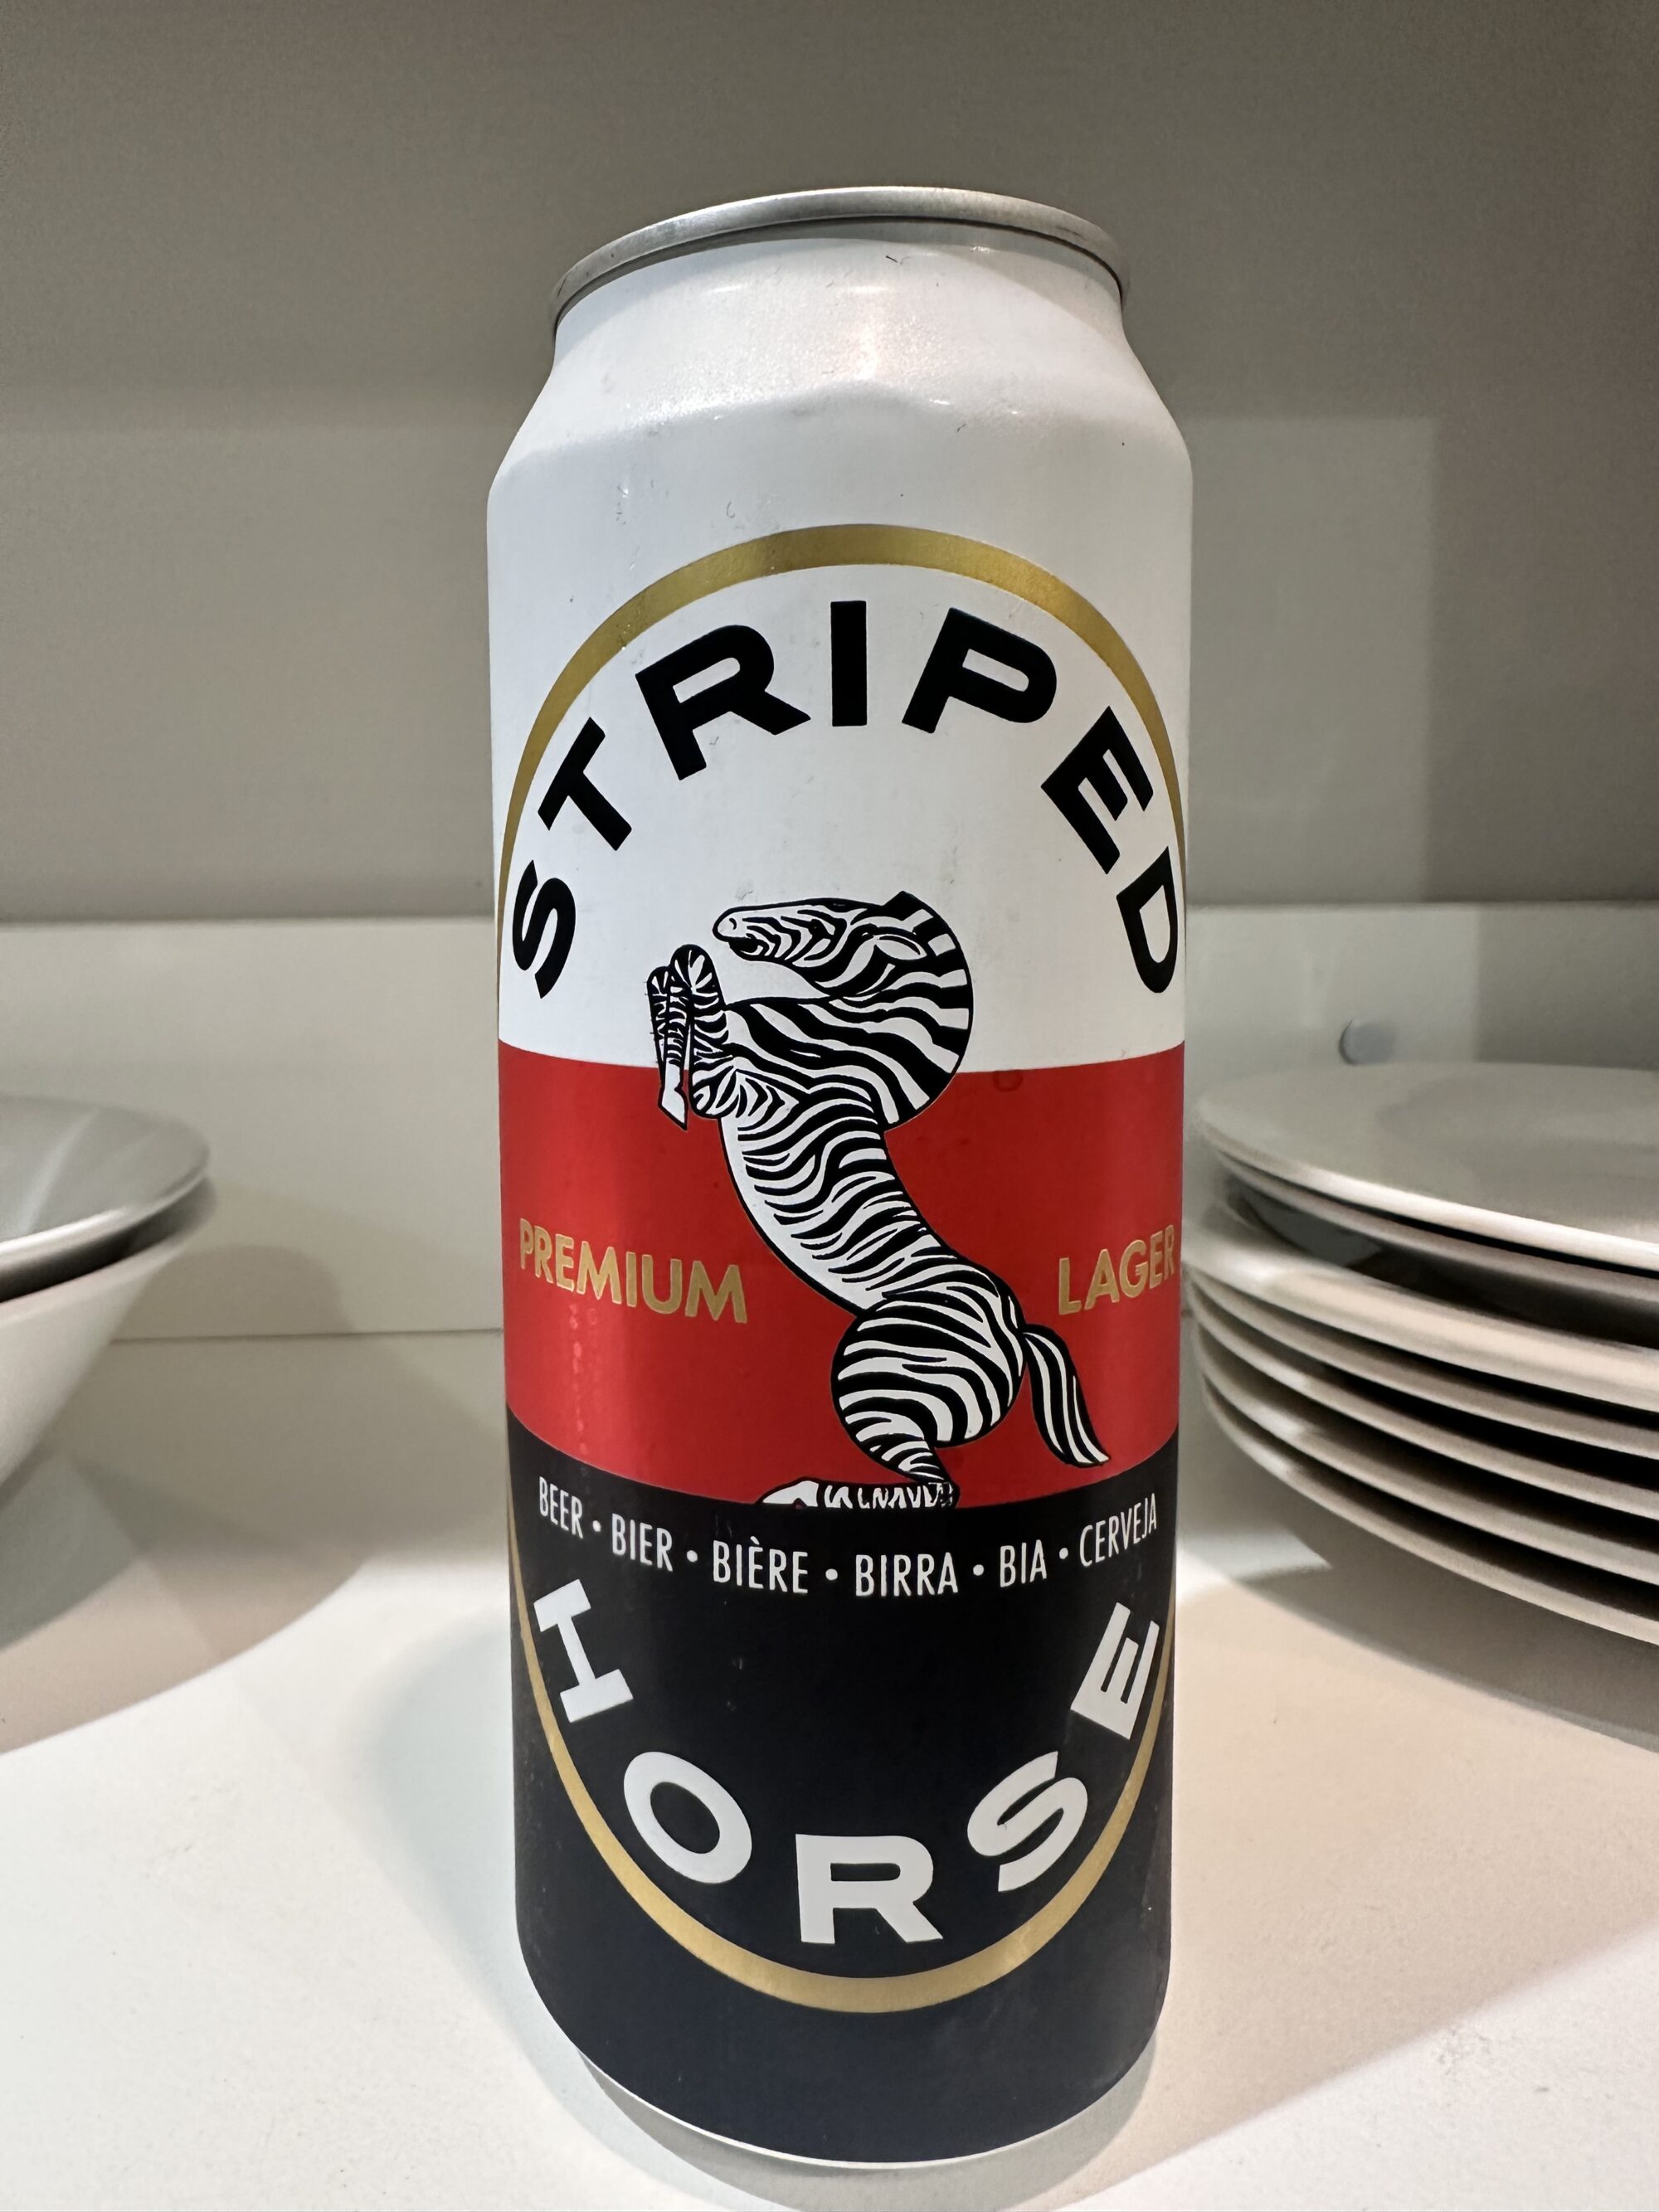 STRIPED
PREMIUM LAGER
BEER • BIER • BIÈRE • BIRRA • BIA • CERVEJA
HORSE